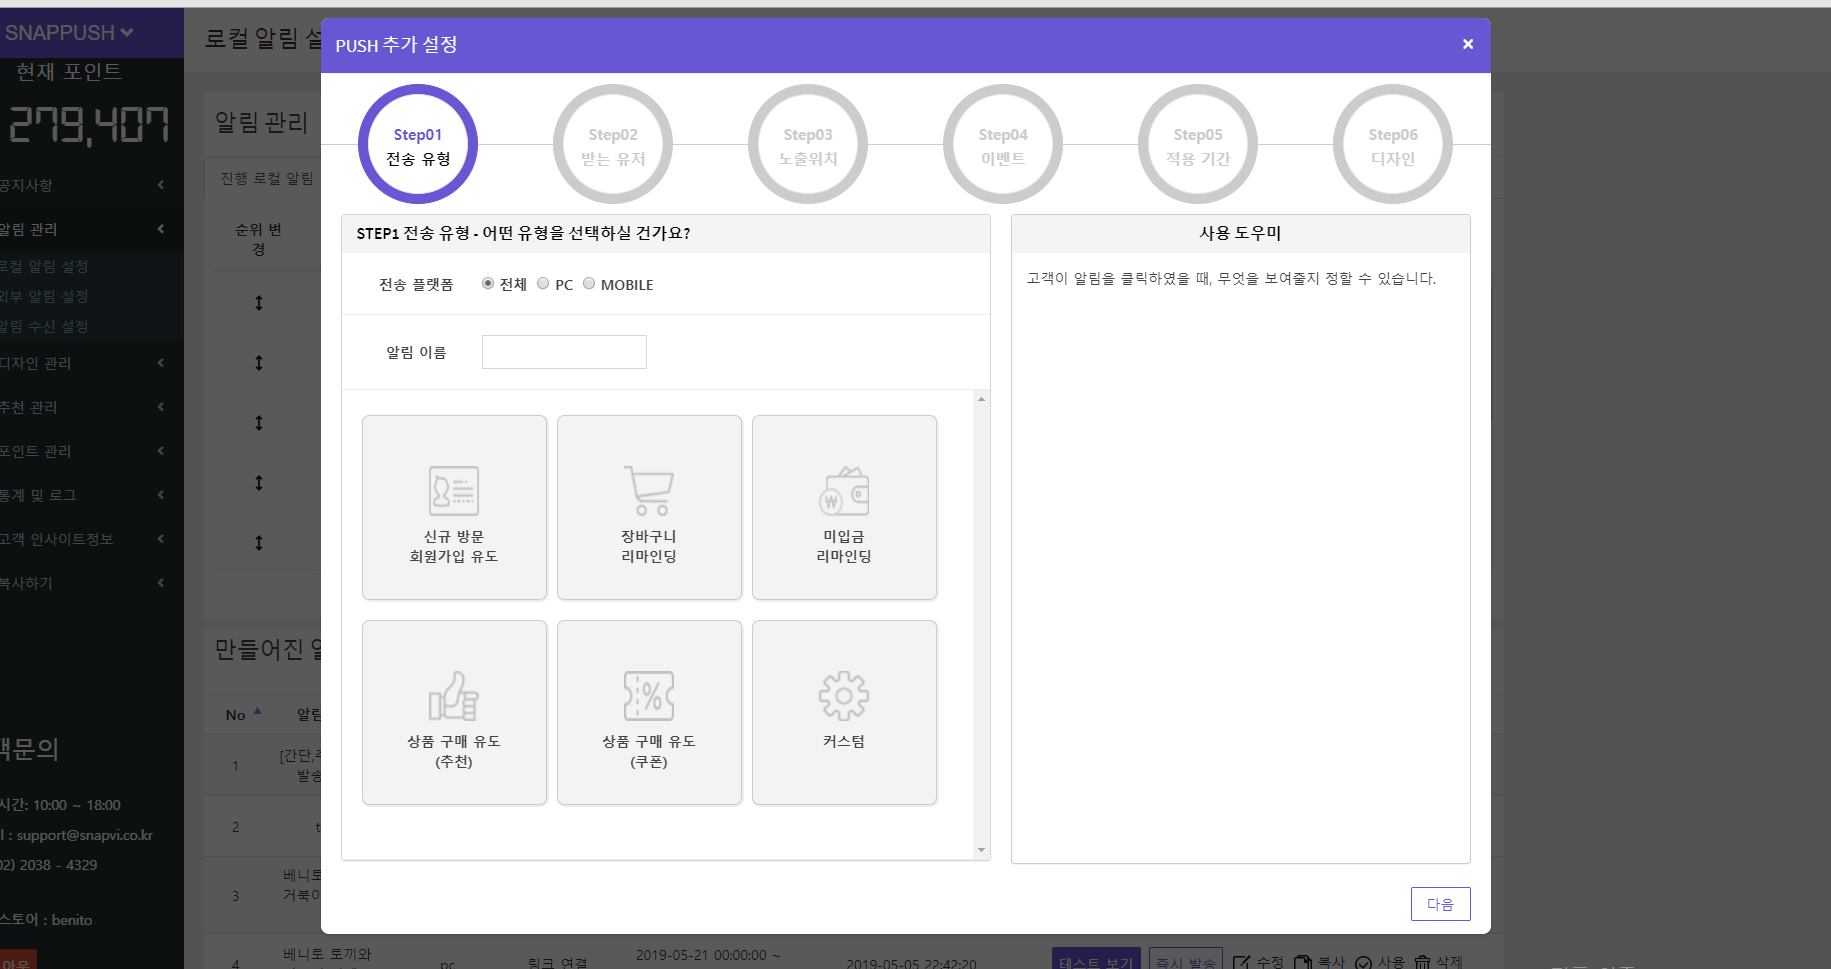 SNAPPUSH
현재 포인트
279,407
공지사항
알림 관리
로컬 알림 설정
외부 알림 설정
알림 수신 설정
디자인 관리
추천 관리
포인트 관리
통계 및 로그
고객 인사이트정보
복사하기
시간: 10:00 ~ 18:00
l : support@snapvi.co.kr
02) 2038 - 4329
스토어 : benito
로컬 알림 설
알림 관리
진행 로컬 알림
순위 변
경
만들어진 알
No 알림
1
2
3
4
발송
베니토
베니토 토끼와
pc
링크 연결
2019-05-21 00:00:00 ~
2019-05-05 22:42:20
테스트 보기
즉시 발송
수정
복사
사용
삭제
PUSH 추가 설정
×
Step01
전송 유형
Step02
받는 유저
Step03
노출위치
Step04
이벤트
Step05
적용 기간
Step06
디자인
STEP1 전송 유형 - 어떤 유형을 선택하실 건가요?
전송 플랫폼 전체 PC MOBILE
알림 이름
신규 방문
회원가입 유도
장바구니
리마인딩
미입금
리마인딩
상품 구매 유도
(추천)
상품 구매 유도
(쿠폰)
커스텀
사용 도우미
고객이 알림을 클릭하였을 때, 무엇을 보여줄지 정할 수 있습니다.
다음